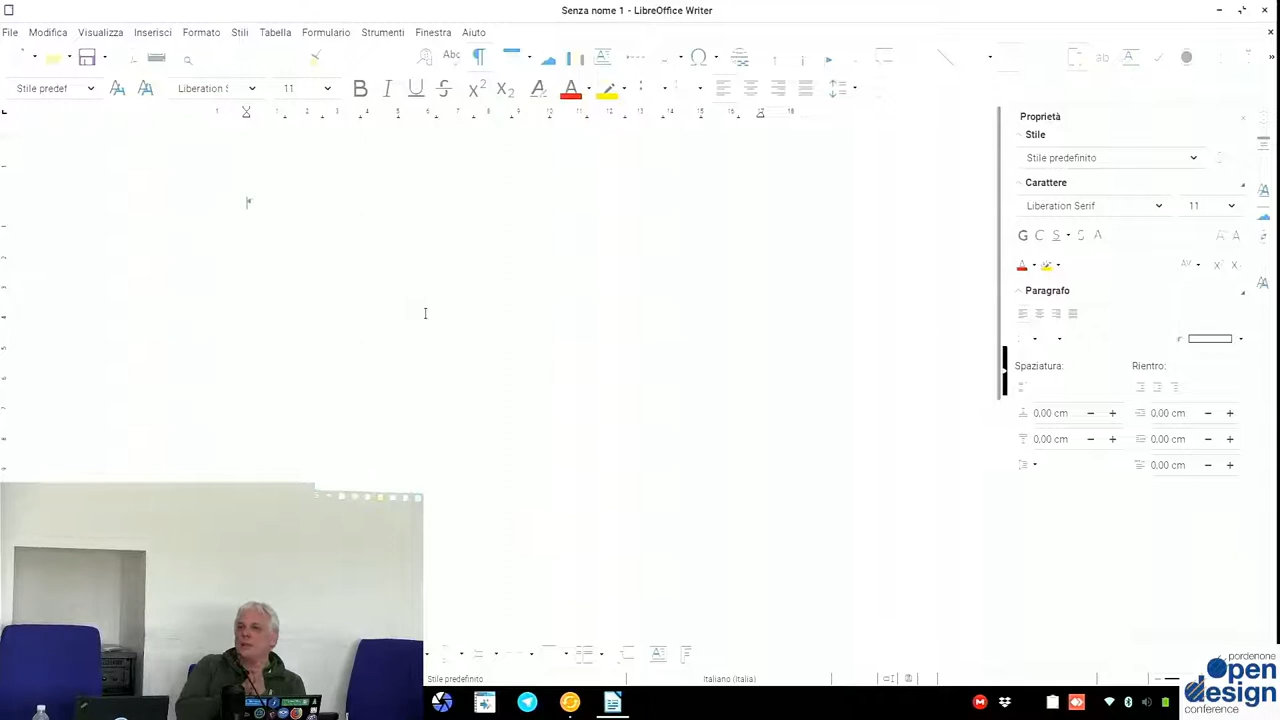 Senza nome 1 - LibreOffice Writer
File Modifica Visualizza Inserisci Formato Stili Tabella Formulario Strumenti Finestra Aiuto
Abc
ab
Stile predef Liberation S 11
Proprietà
Stile
Stile predefinito
Carattere
Liberation Serif 11
G C S S A
Paragrafo
Spaziatura: Rientro:
0,00 cm 0,00 cm
0,00 cm 0,00 cm
0,00 cm
Stile predefinito Italiano (Italia)
pordenone
open
design
conference